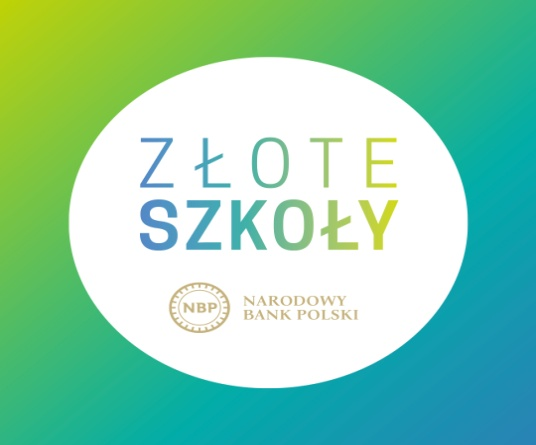 ZŁOTE
SZKOŁY
NBP
NARODOWY
BANK POLSKI